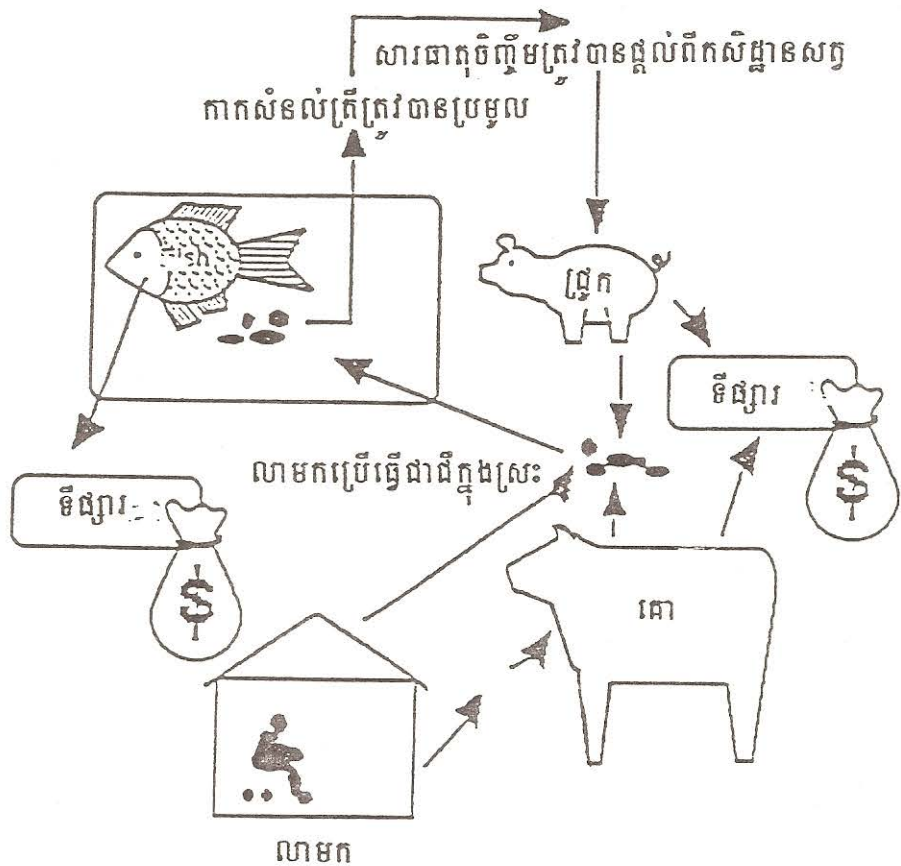 សារធាតុចិញ្ចឹមត្រូវបានផ្តល់ពីកសិដ្ឋានសត្វ
កាកសំនល់ត្រីត្រូវបានប្រមូល
Fish
ជ្រូក
ទីផ្សារ
លាមកប្រើធ្វើជាជីក្នុងស្រះ
$
ទីផ្សារ
$
គោ
លាមក